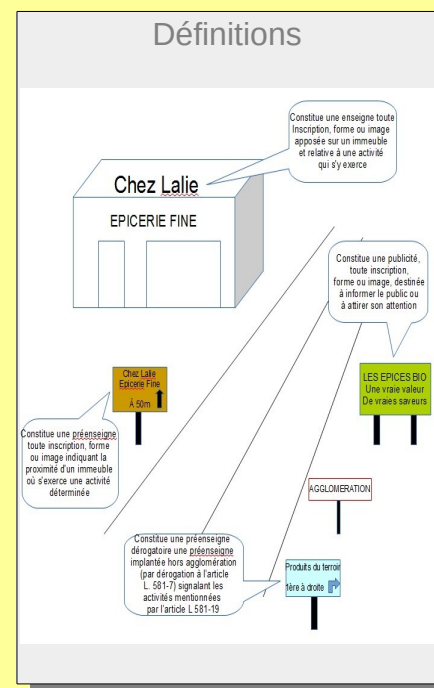 Définitions
Constitue une enseigne toute
Inscription, forme ou image
apposée sur un immeuble
et relative à une activité
qui s'y exerce
Chez Lalie
EPICERIE FINE
Constitue une publicité,
toute inscription,
forme ou image, destinée
à informer le public ou
à attirer son attention
Chez Lalie
Epicerie Fine
À 50m
LES EPICES BIO
Une vraie valeur
De vraies saveurs
Constitue une préenseigne
toute inscription, forme
ou image indiquant la
proximité d'un immeuble
où s'exerce une activité
déterminée
AGGLOMERATION
Constitue une préenseigne
dérogatoire une préenseigne
implantée hors agglomération
(par dérogation à l'article
L. 581-7) signalant les
activités mentionnées
par l'article L 581-19
Produits du terroir
1ère à droite